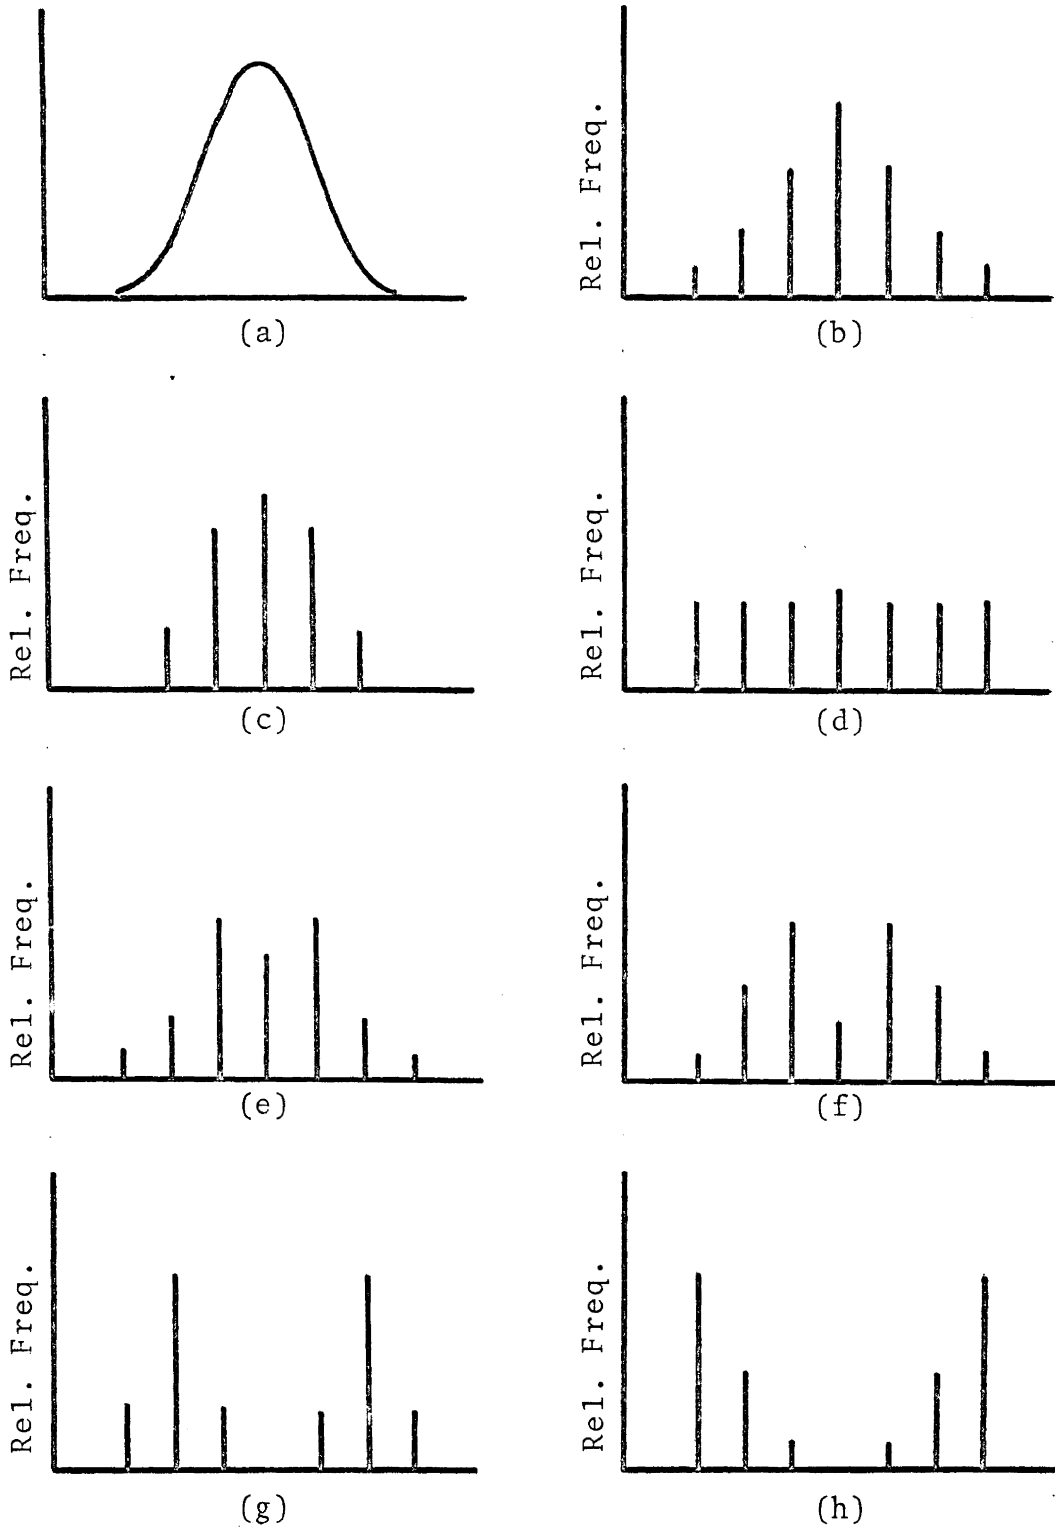 (a)
Rel. Freq.
(b)
Rel. Freq.
(c)
Rel. Freq.
(d)
Rel. Freq.
(e)
Rel. Freq.
(f)
Rel. Freq.
(g)
Rel. Freq.
(h)